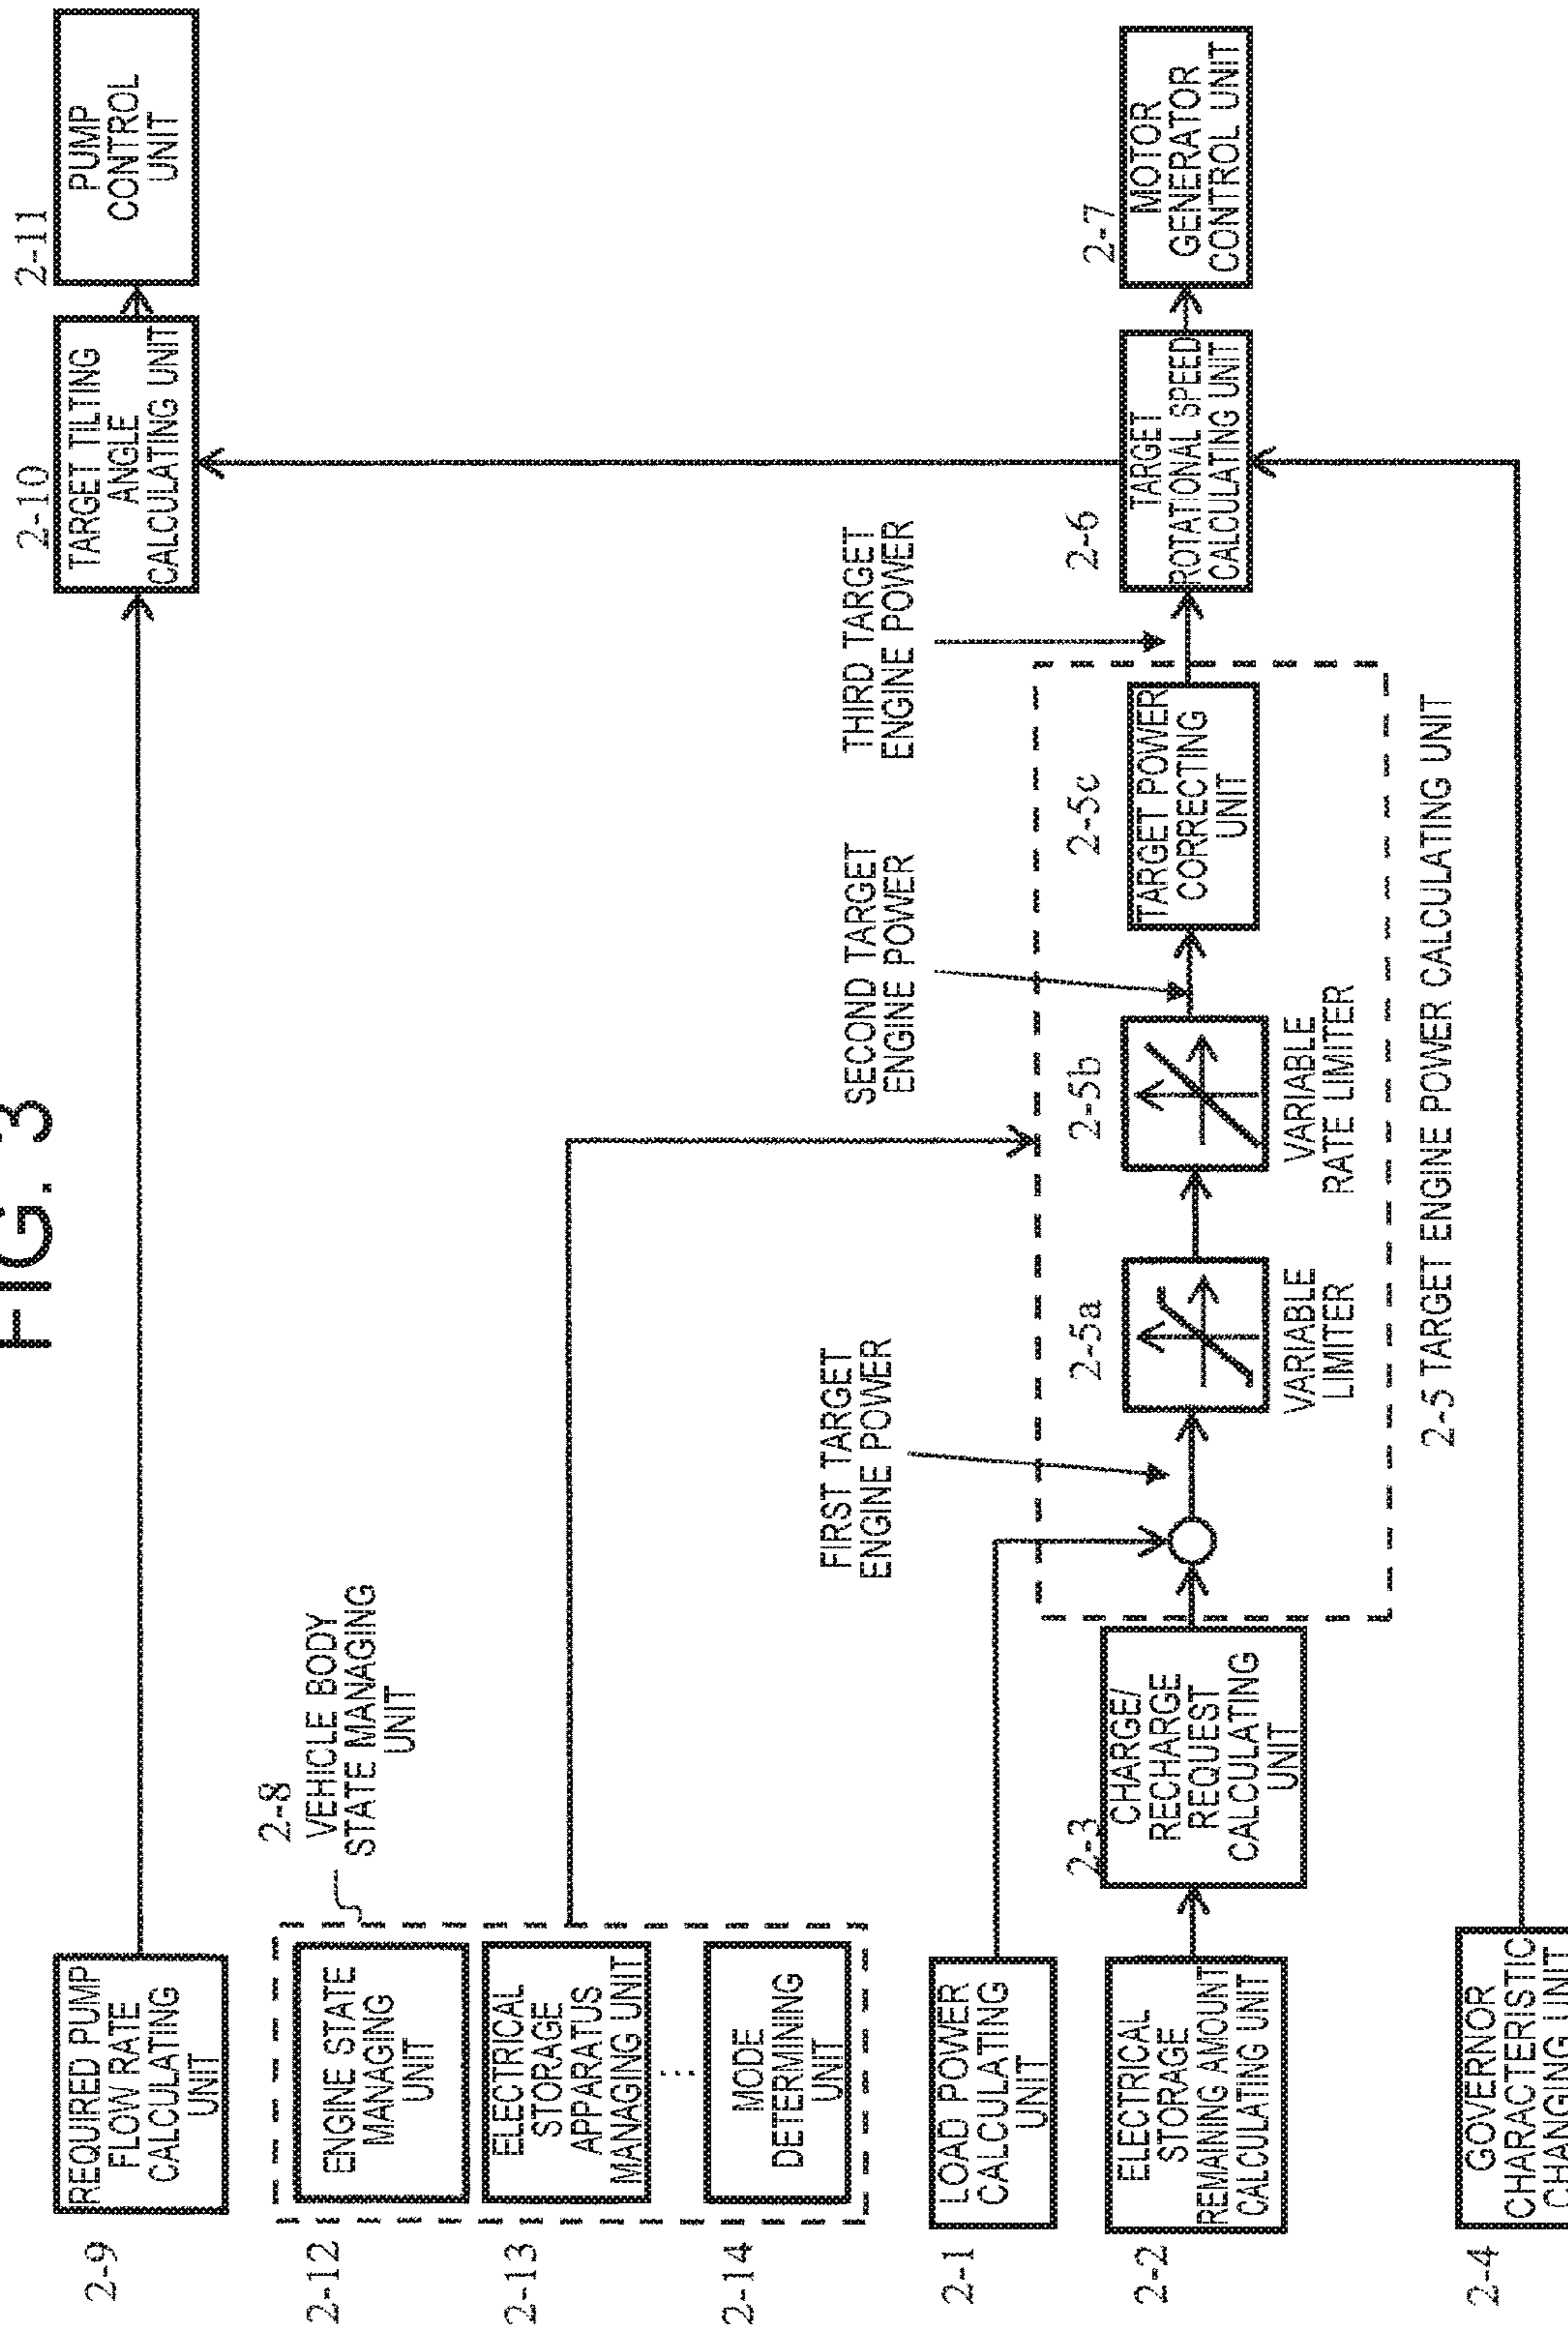 FIG. 3
2-9
REQUIRED PUMP
FLOW RATE
CALCULATING
UNIT
2-10
TARGET TILTING
ANGLE
CALCULATING UNIT
2-11
PUMP
CONTROL
UNIT
2-8
VEHICLE BODY
STATE MANAGING
UNIT
2-12
ENGINE STATE
MANAGING
UNIT
2-13
ELECTRICAL
STORAGE
APPARATUS
MANAGING UNIT
2-14
MODE
DETERMINING
UNIT
2-1
LOAD POWER
CALCULATING
UNIT
2-2
ELECTRICAL
STORAGE
REMAINING AMOUNT
CALCULATING UNIT
2-3
CHARGE/
RECHARGE
REQUEST
CALCULATING
UNIT
FIRST TARGET
ENGINE POWER
2-5a
VARIABLE
LIMITER
2-5b
VARIABLE
RATE LIMITER
SECOND TARGET
ENGINE POWER
2-5c
TARGET POWER
CORRECTING
UNIT
THIRD TARGET
ENGINE POWER
2-5 TARGET ENGINE POWER CALCULATING UNIT
2-6
TARGET
ROTATIONAL SPEED
CALCULATING UNIT
2-7
MOTOR
GENERATOR
CONTROL UNIT
2-4
GOVERNOR
CHARACTERISTIC
CHANGING UNIT